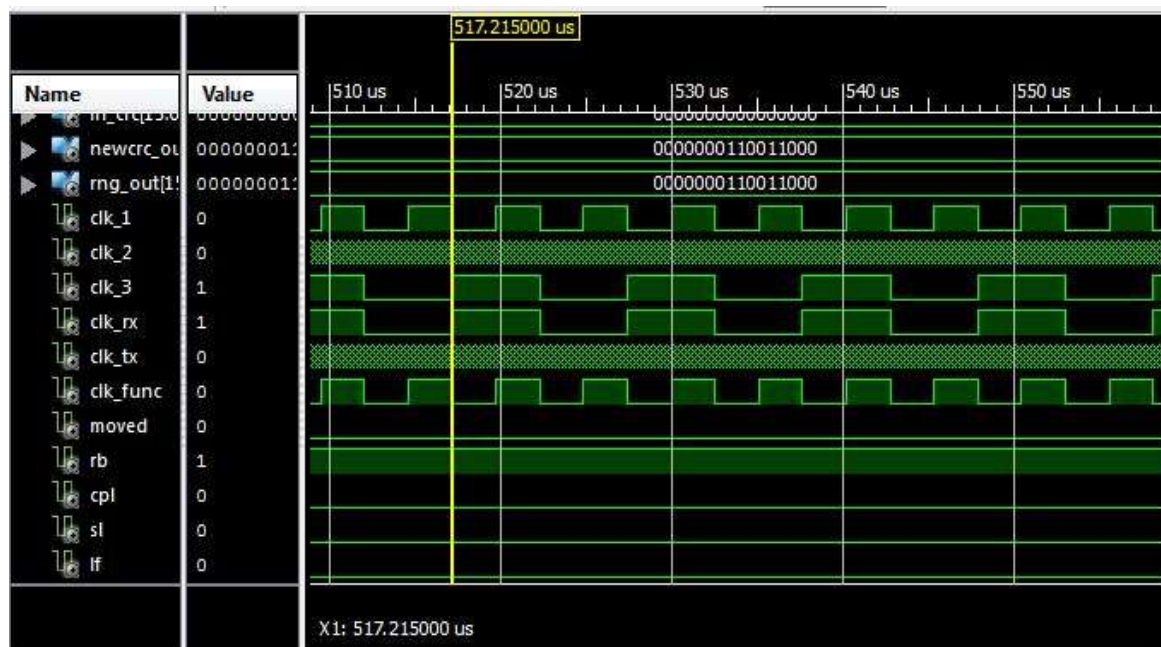 517.215000 us
Name Value
510 us 520 us 530 us 540 us 550 us
0000000000000000
newcrc_ou 00000001 0000000110011000
rng_out[1 00000001 0000000110011000
clk_1 0
clk_2 0
clk_3 1
clk_rx 1
clk_tx 0
clk_func 0
moved 0
rb 1
cpl 0
sl 0
lf 0
X1: 517.215000 us